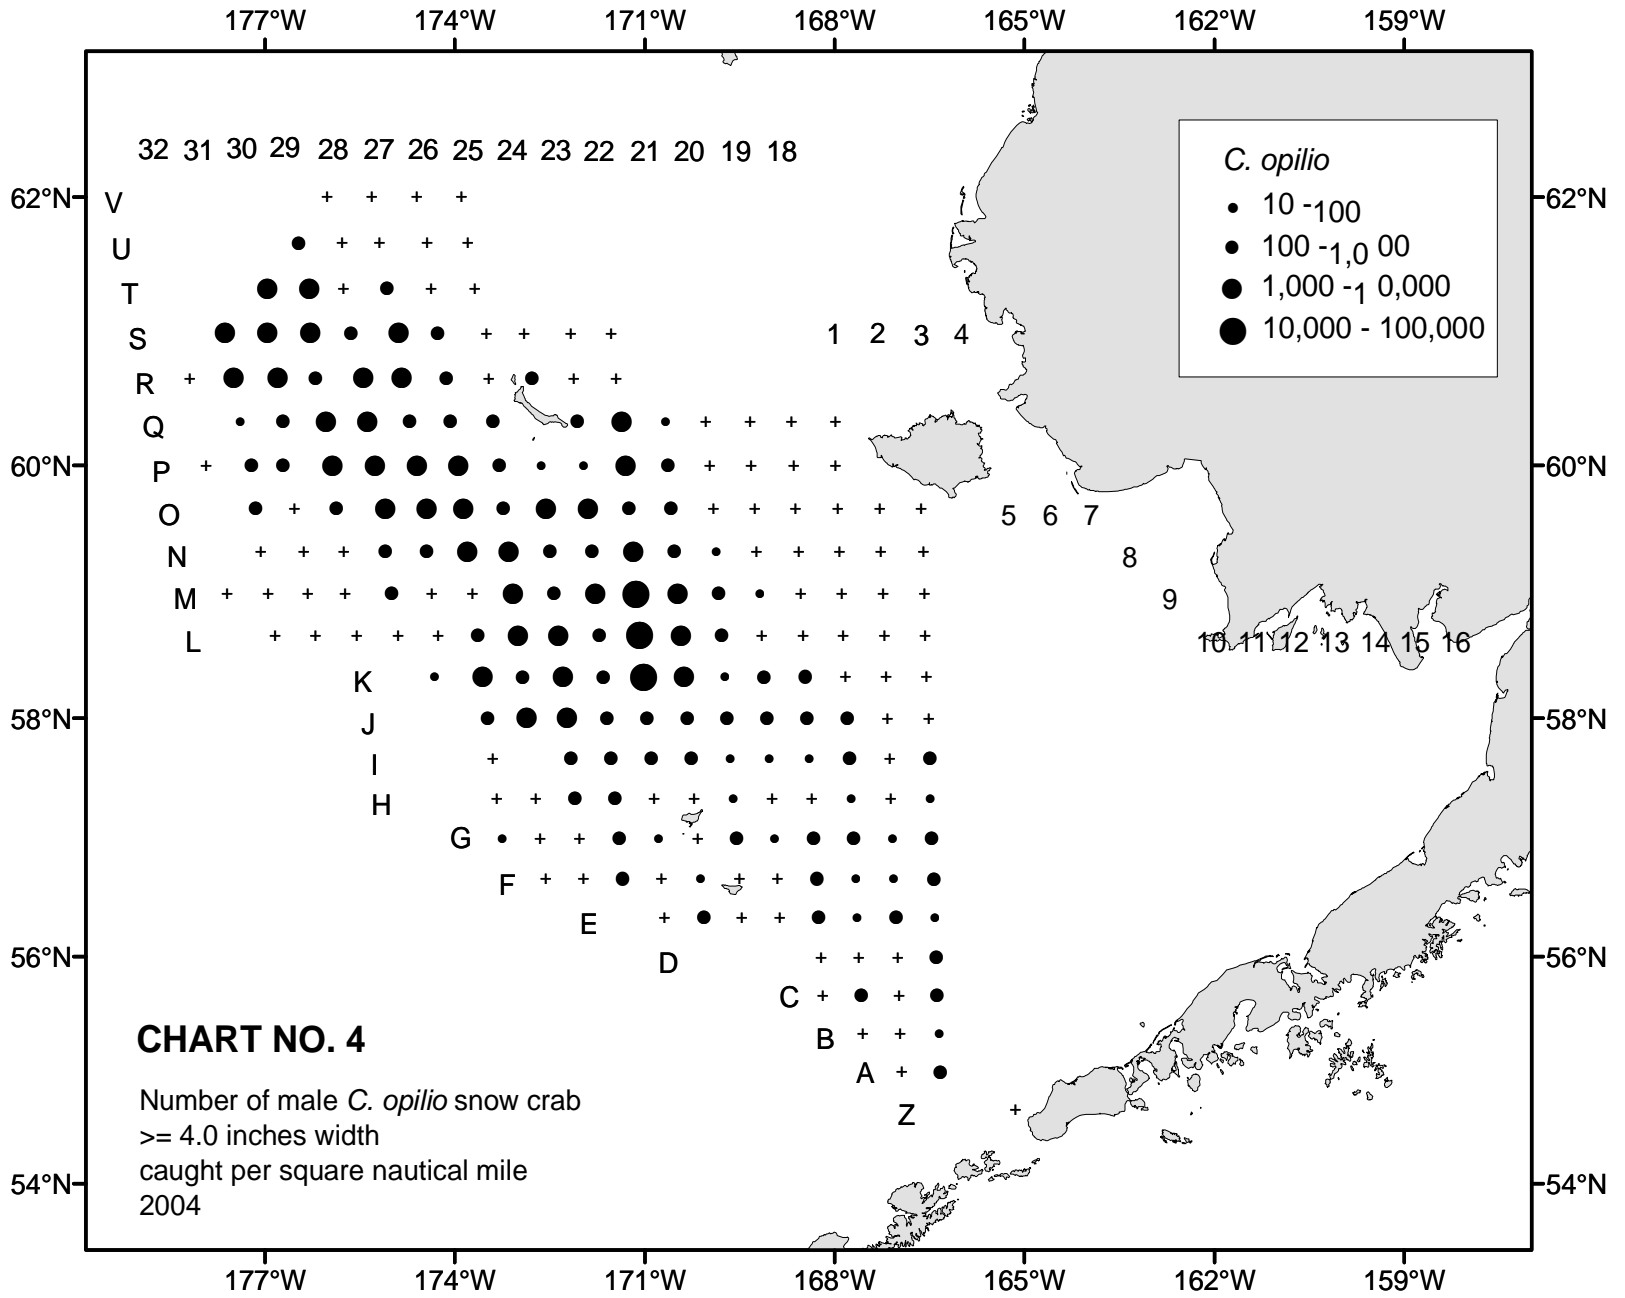 177°W 174°W 171°W 168°W 165°W 162°W 159°W
32 31 30 29 28 27 26 25 24 23 22 21 20 19 18
C. opilio
10 -100
100 -1,0 00
1,000 -1 0,000
10,000 - 100,000
62°N V 62°N
U
T
S 1 2 3 4
R
Q
60°N P 60°N
O 5 6 7
N 8
M 9
L 10 11 12 13 14 15 16
K
58°N J 58°N
I
H
G
F
E
56°N D 56°N
C
B
A
Z
CHART NO. 4
Number of male C. opilio snow crab
>= 4.0 inches width
caught per square nautical mile
2004
54°N 54°N
177°W 174°W 171°W 168°W 165°W 162°W 159°W